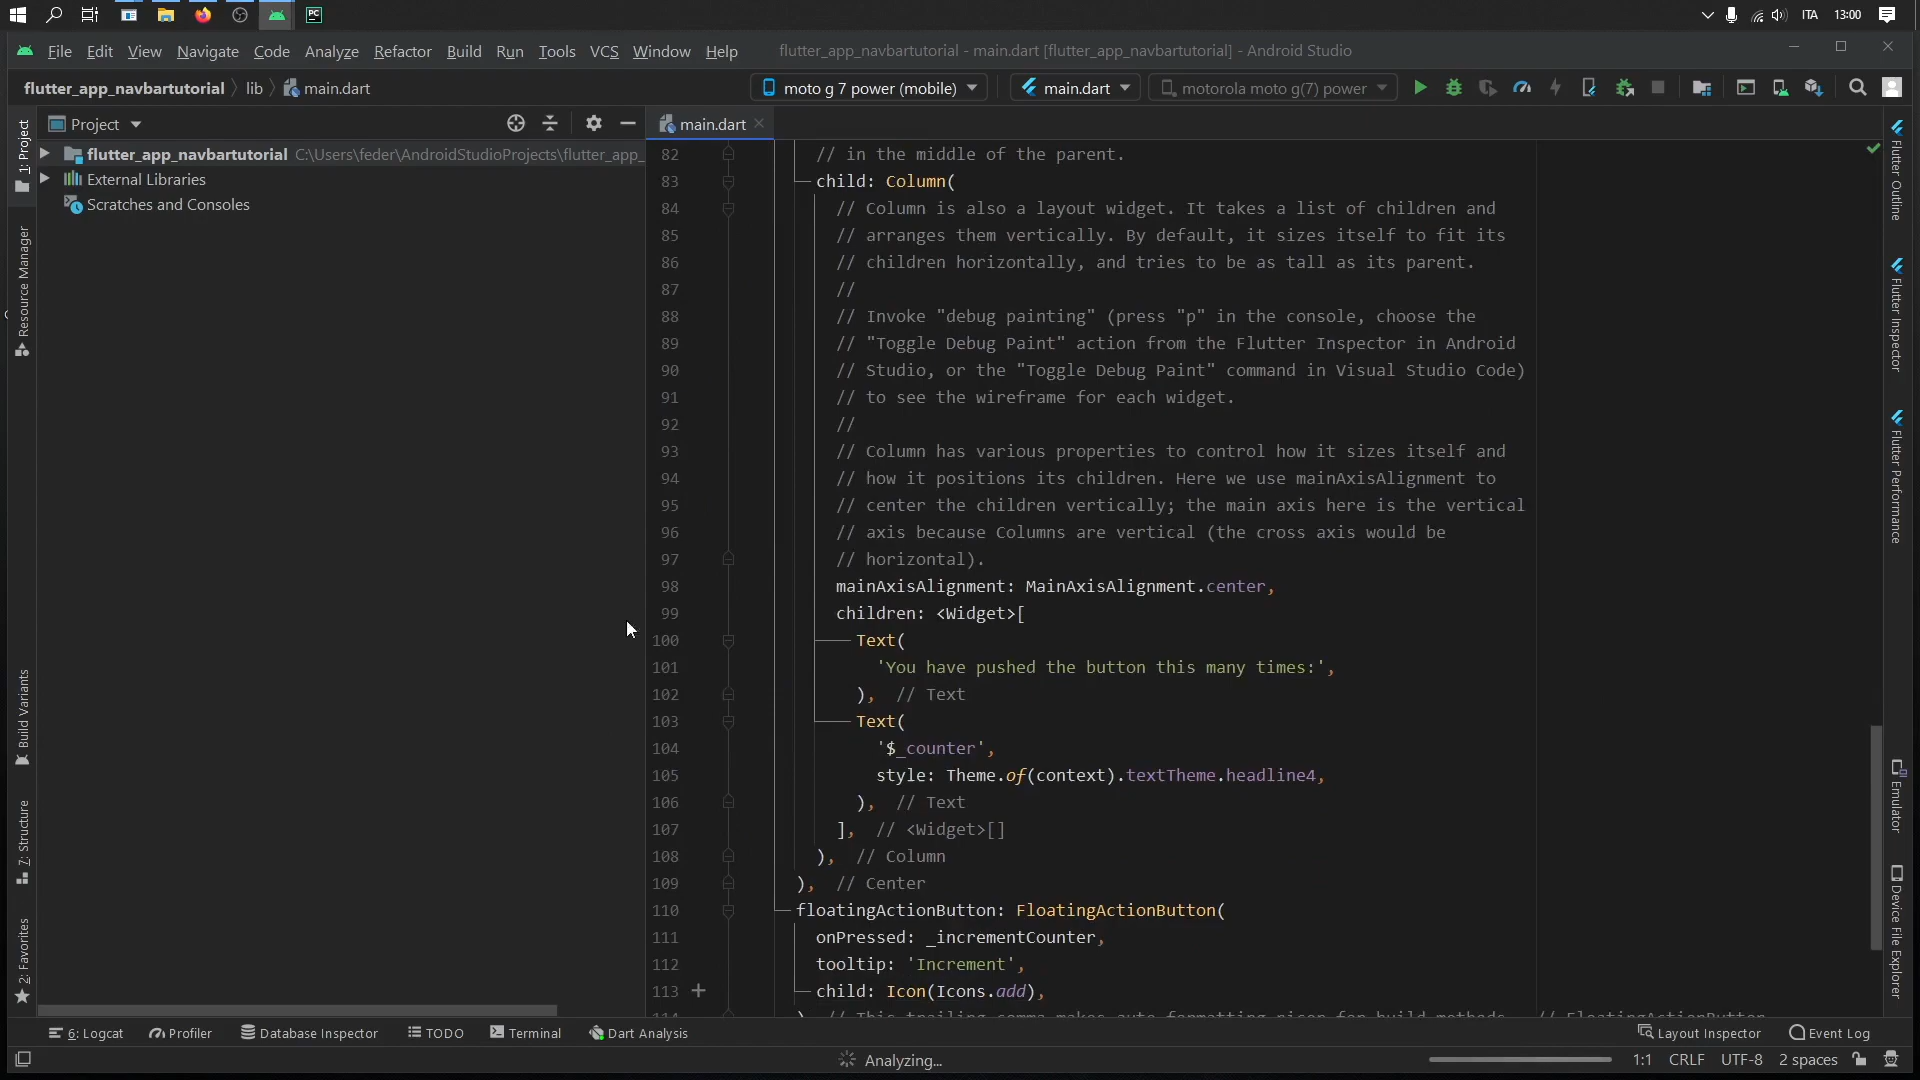 PC
ITA
13:00
File Edit View Navigate Code Analyze Refactor Build Run Tools VCS Window Help
flutter_app_navbartutorial - main.dart [flutter_app_navbartutorial] - Android Studio
flutter_app_navbartutorial lib main.dart
moto g 7 power (mobile)
main.dart
motorola moto g(7) power
Project
main.dart
flutter_app_navbartutorial C:\Users\feder\AndroidStudioProjects\flutter_app_
External Libraries
Scratches and Consoles
1: Project
Resource Manager
Build Variants
7: Structure
2: Favorites
82 // in the middle of the parent.
83 child: Column(
84 // Column is also a layout widget. It takes a list of children and
85 // arranges them vertically. By default, it sizes itself to fit its
86 // children horizontally, and tries to be as tall as its parent.
87 //
88 // Invoke "debug painting" (press "p" in the console, choose the
89 // "Toggle Debug Paint" action from the Flutter Inspector in Android
90 // Studio, or the "Toggle Debug Paint" command in Visual Studio Code)
91 // to see the wireframe for each widget.
92 //
93 // Column has various properties to control how it sizes itself and
94 // how it positions its children. Here we use mainAxisAlignment to
95 // center the children vertically; the main axis here is the vertical
96 // axis because Columns are vertical (the cross axis would be
97 // horizontal).
98 mainAxisAlignment: MainAxisAlignment.center,
99 children: <Widget>[
100 Text(
101 'You have pushed the button this many times:',
102 ), // Text
103 Text(
104 '$_counter',
105 style: Theme.of(context).textTheme.headline4,
106 ), // Text
107 ], // <Widget>[]
108 ), // Column
109 ), // Center
110 floatingActionButton: FloatingActionButton(
111 onPressed: _incrementCounter,
112 tooltip: 'Increment',
113 child: Icon(Icons.add),
114 ), // This trailing comma makes auto-formatting nicer for build methods. // FloatingActionButton
Flutter Outline
Flutter Inspector
Flutter Performance
Emulator
Device File Explorer
6: Logcat Profiler Database Inspector TODO Terminal Dart Analysis Layout Inspector Event Log
Analyzing...
1:1 CRLF UTF-8 2 spaces